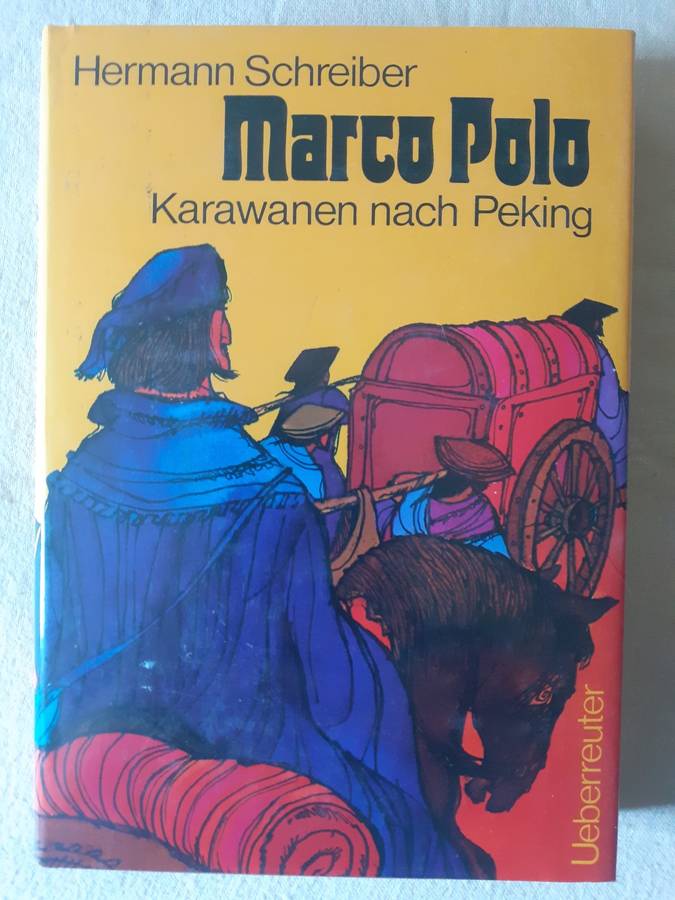 Hermann Schreiber
Marco Polo
Karawanen nach Peking
Ueberreuter